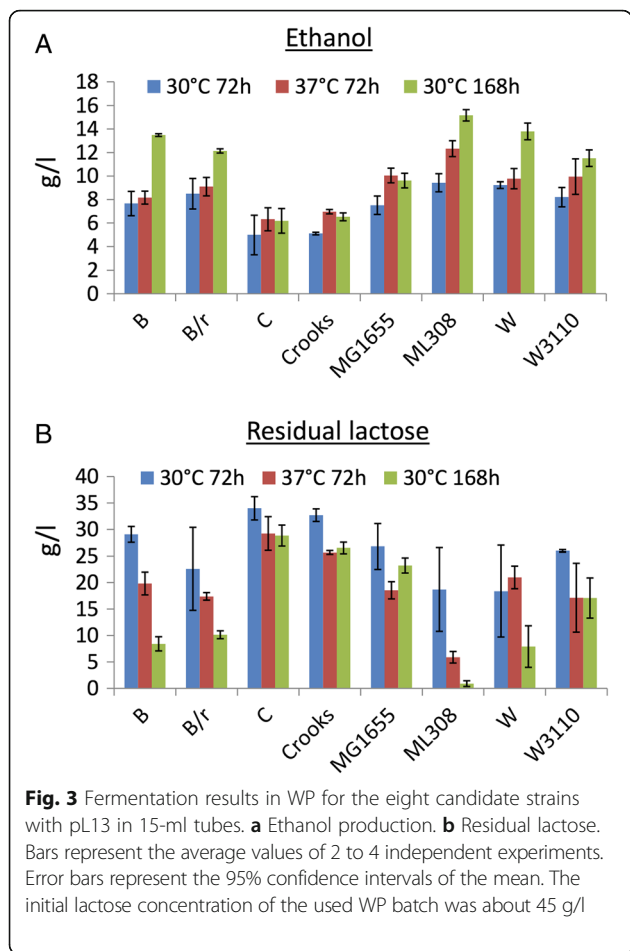 A
Ethanol
30°C 72h 37°C 72h 30°C 168h
g/l
18
16
14
12
10
8
6
4
2
0
B
B/r
C
Crooks
MG1655
ML308
W
W3110
B
Residual lactose
30°C 72h 37°C 72h 30°C 168h
g/l
40
35
30
25
20
15
10
5
0
B
B/r
C
Crooks
MG1655
ML308
W
W3110
Fig. 3 Fermentation results in WP for the eight candidate strains
with pL13 in 15-ml tubes. a Ethanol production. b Residual lactose.
Bars represent the average values of 2 to 4 independent experiments.
Error bars represent the 95% confidence intervals of the mean. The
initial lactose concentration of the used WP batch was about 45 g/l